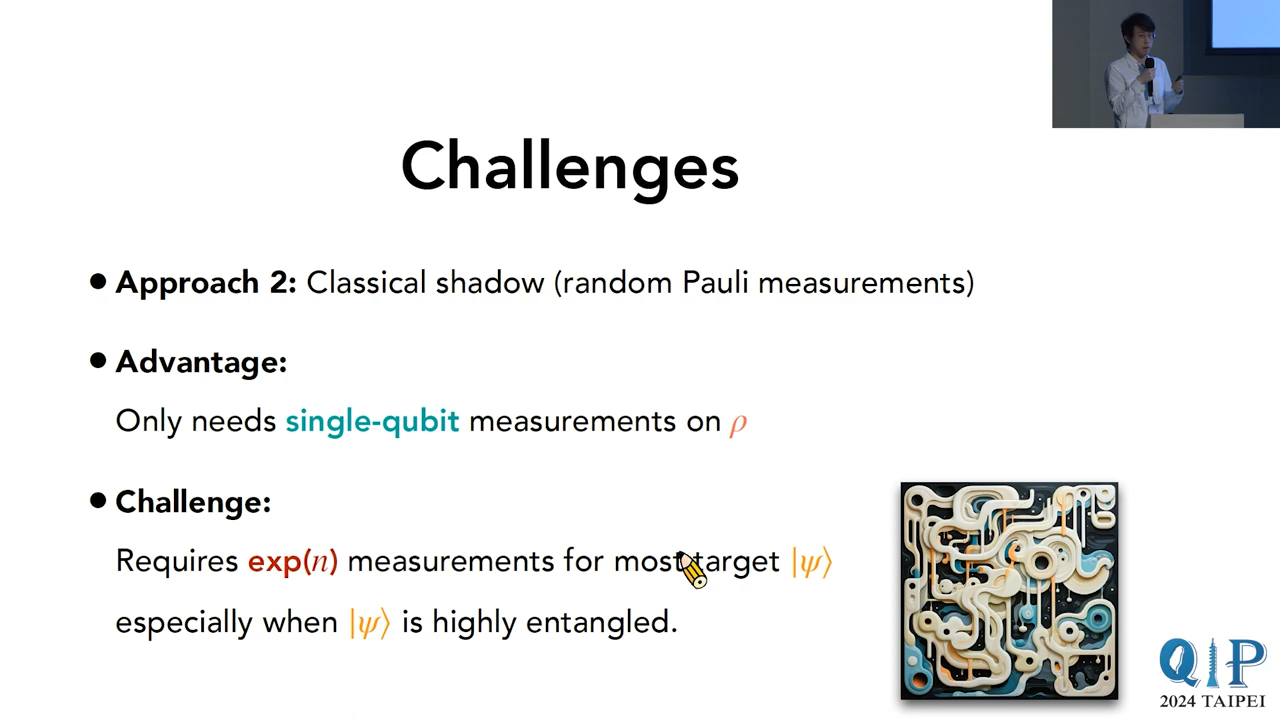 Challenges
• Approach 2: Classical shadow (random Pauli measurements)
• Advantage:
Only needs single-qubit measurements on ρ
• Challenge:
Requires exp(n) measurements for most target |ψ⟩
especially when |ψ⟩ is highly entangled.
QIP
2024 TAIPEI